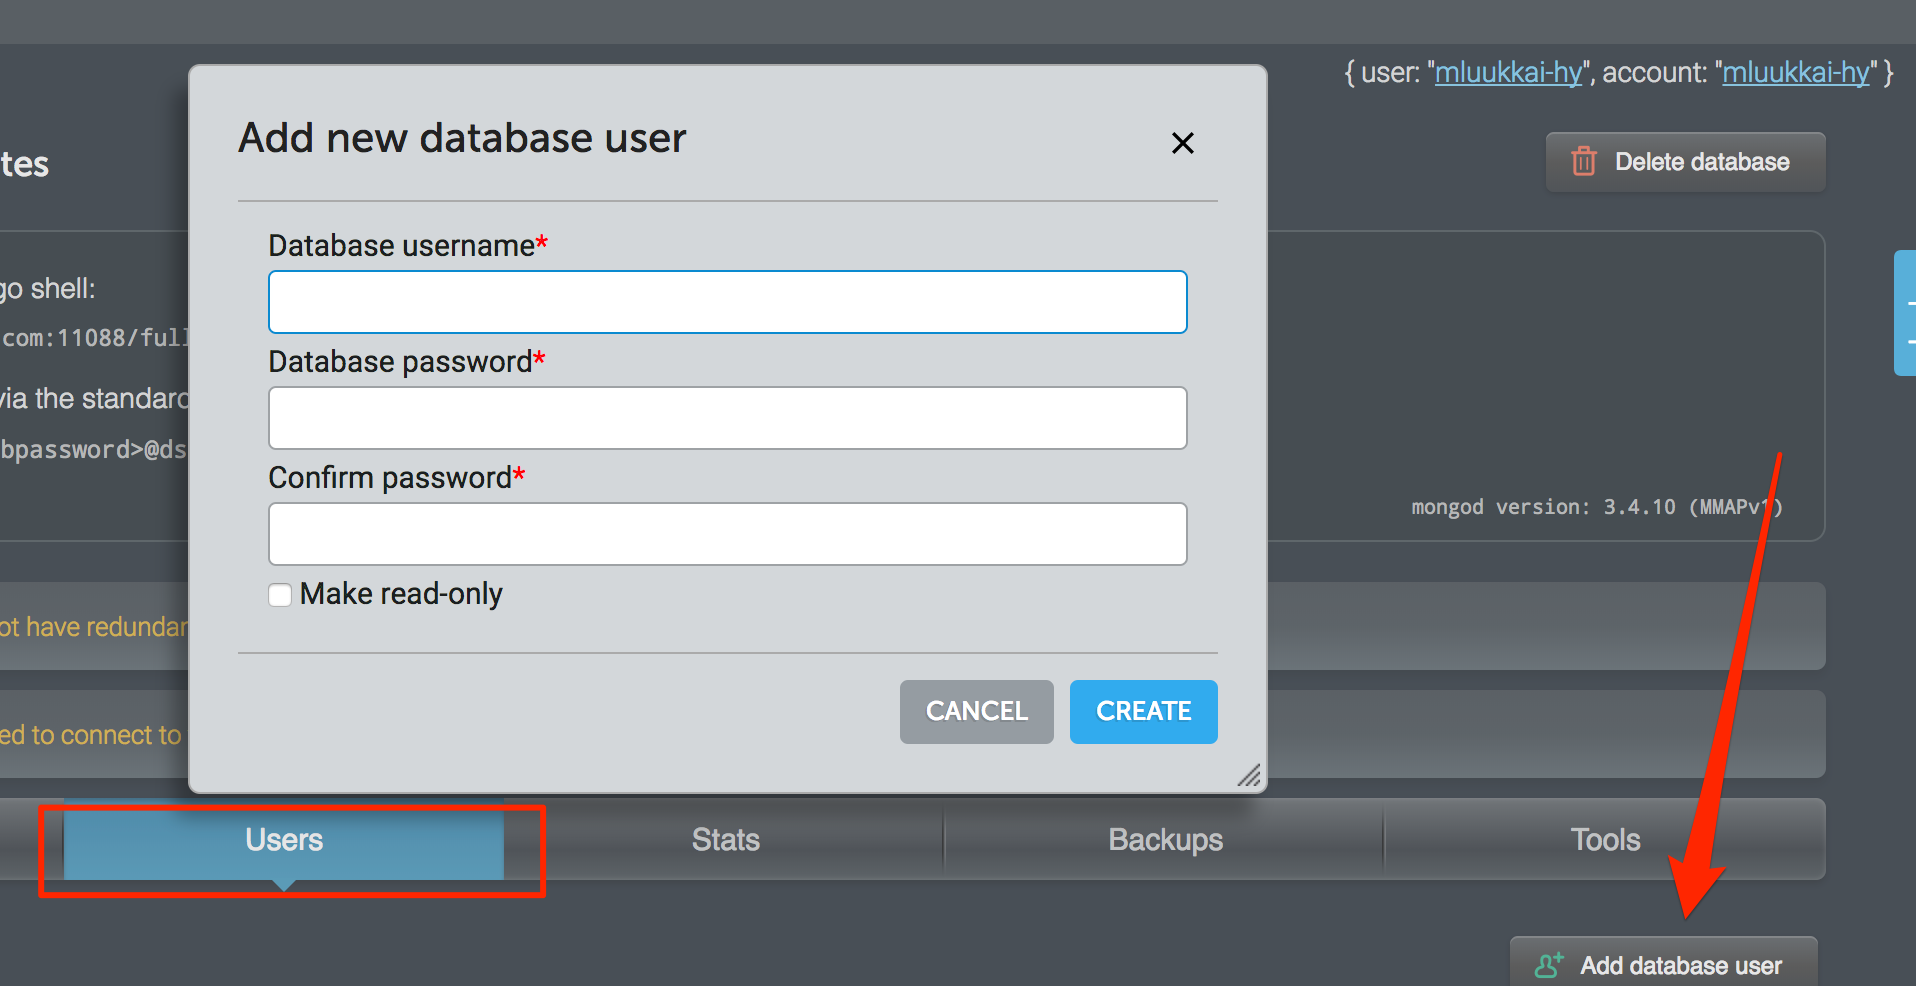 { user: "mluukkai-hy", account: "mluukkai-hy" }
Add new database user
tes
Delete database
Database username*
go shell:
com:11088/full
Database password*
via the standard
bpassword>@ds
Confirm password*
mongod version: 3.4.10 (MMAPv1)
Make read-only
ot have redundan
CANCEL
CREATE
ed to connect to
Users
Stats
Backups
Tools
Add database user